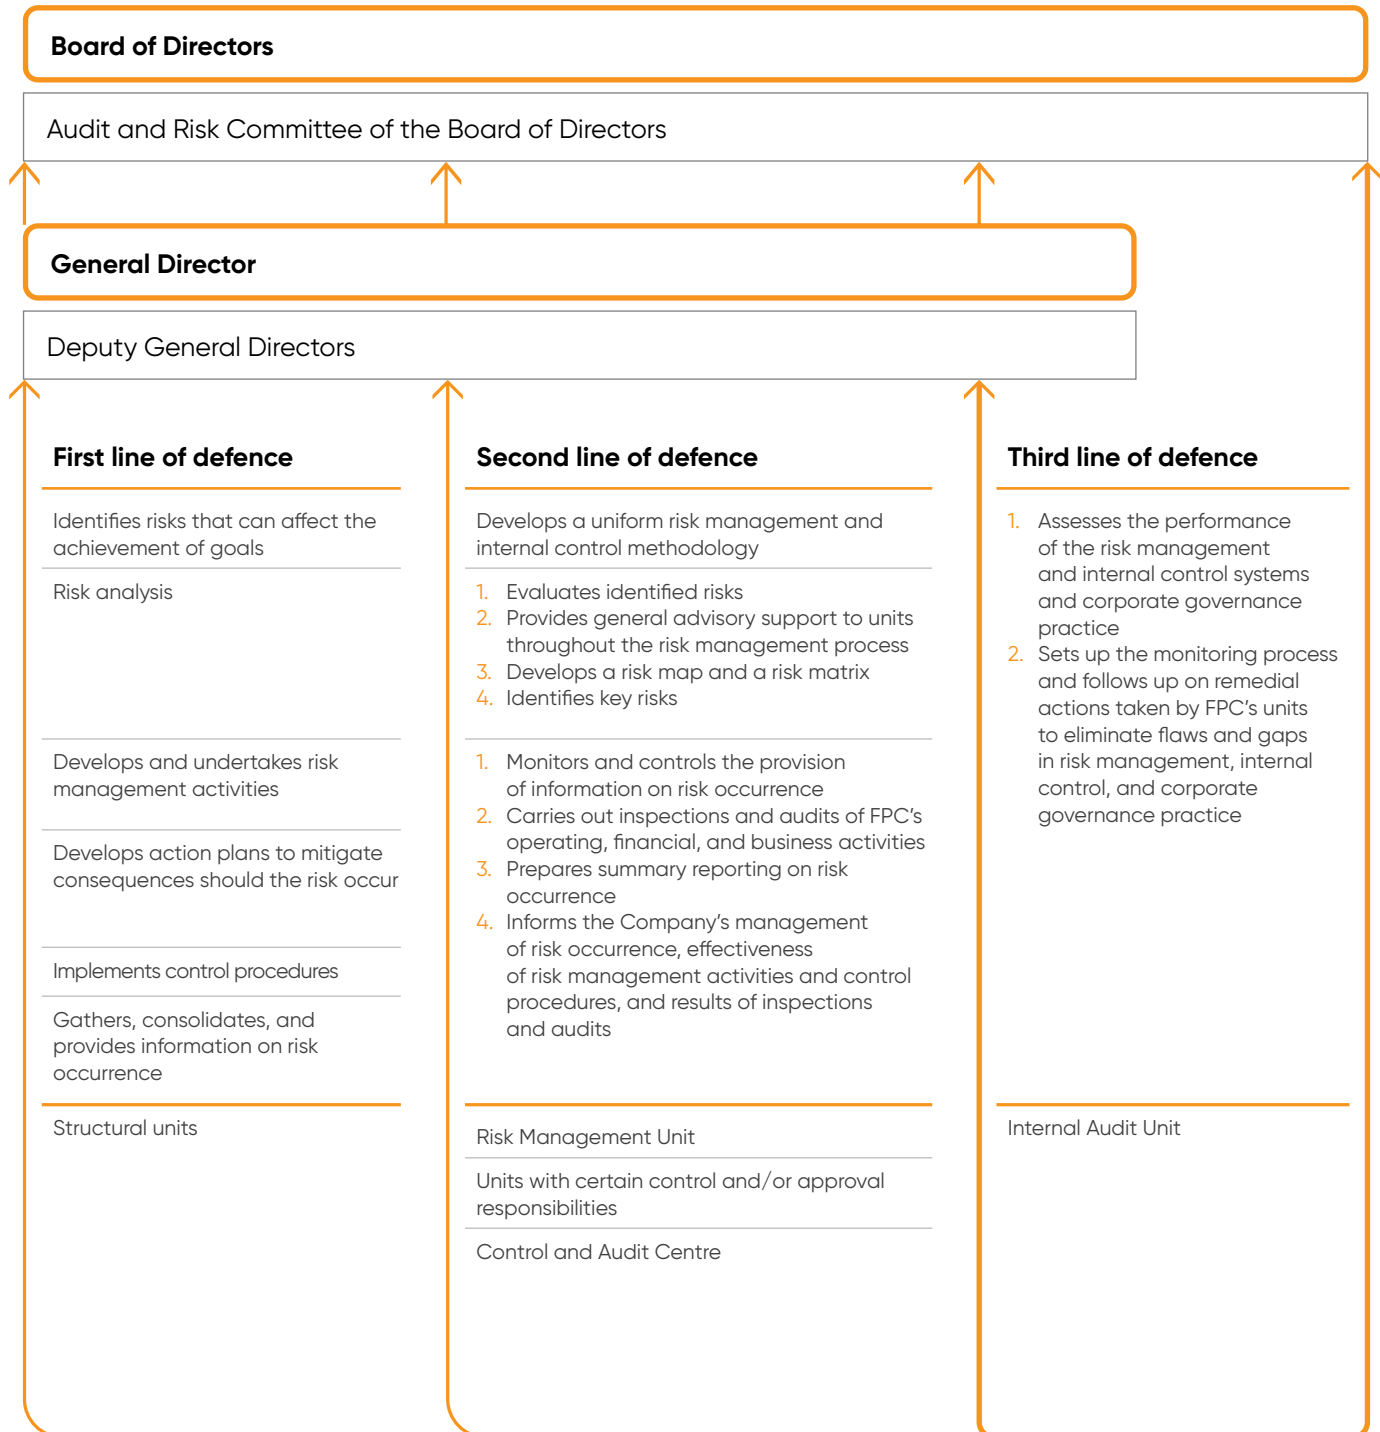 Board of Directors
Audit and Risk Committee of the Board of Directors
General Director
Deputy General Directors
First line of defence
Identifies risks that can affect the
achievement of goals
Risk analysis
Develops and undertakes risk
management activities
Develops action plans to mitigate
consequences should the risk occur
Implements control procedures
Gathers, consolidates, and
provides information on risk
occurrence
Structural units
Second line of defence
Develops a uniform risk management and
internal control methodology
1. Evaluates identified risks
2. Provides general advisory support to units
throughout the risk management process
3. Develops a risk map and a risk matrix
4. Identifies key risks
1. Monitors and controls the provision
of information on risk occurrence
2. Carries out inspections and audits of FPC’s
operating, financial, and business activities
3. Prepares summary reporting on risk
occurrence
4. Informs the Company’s management
of risk occurrence, effectiveness
of risk management activities and control
procedures, and results of inspections
and audits
Risk Management Unit
Units with certain control and/or approval
responsibilities
Control and Audit Centre
Third line of defence
1. Assesses the performance
of the risk management
and internal control systems
and corporate governance
practice
2. Sets up the monitoring process
and follows up on remedial
actions taken by FPC’s units
to eliminate flaws and gaps
in risk management, internal
control, and corporate
governance practice
Internal Audit Unit